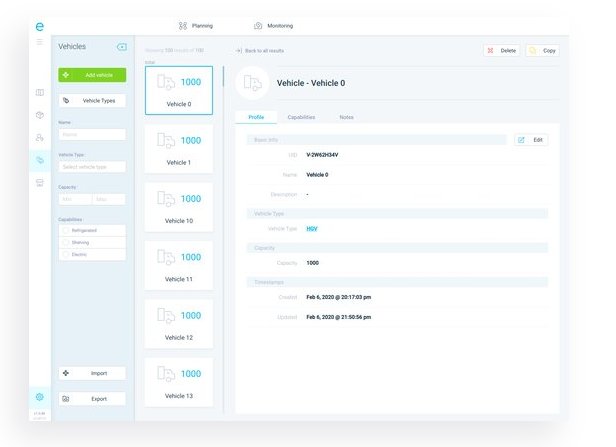 e
Planning
Monitoring
Vehicles
Add vehicle
Vehicle Types
Name:
Name
Vehicle Type:
Select vehicle type
Capacity:
Min
Max
Capabilities:
Refrigerated
Shelving
Electric
Import
Export
Showing 100 results of 100
total
1000
Vehicle 0
1000
Vehicle 1
1000
Vehicle 10
1000
Vehicle 11
1000
Vehicle 12
1000
Vehicle 13
Back to all results
Delete
Copy
Vehicle - Vehicle 0
Profile
Capabilities
Notes
Basic Info
Edit
UID
V-2W62H34V
Name
Vehicle 0
Description
-
Vehicle Type
Vehicle Type
HGV
Capacity
Capacity
1000
Timestamps
Created
Feb 6, 2020 @ 20:17:03 pm
Updated
Feb 6, 2020 @ 21:50:56 pm